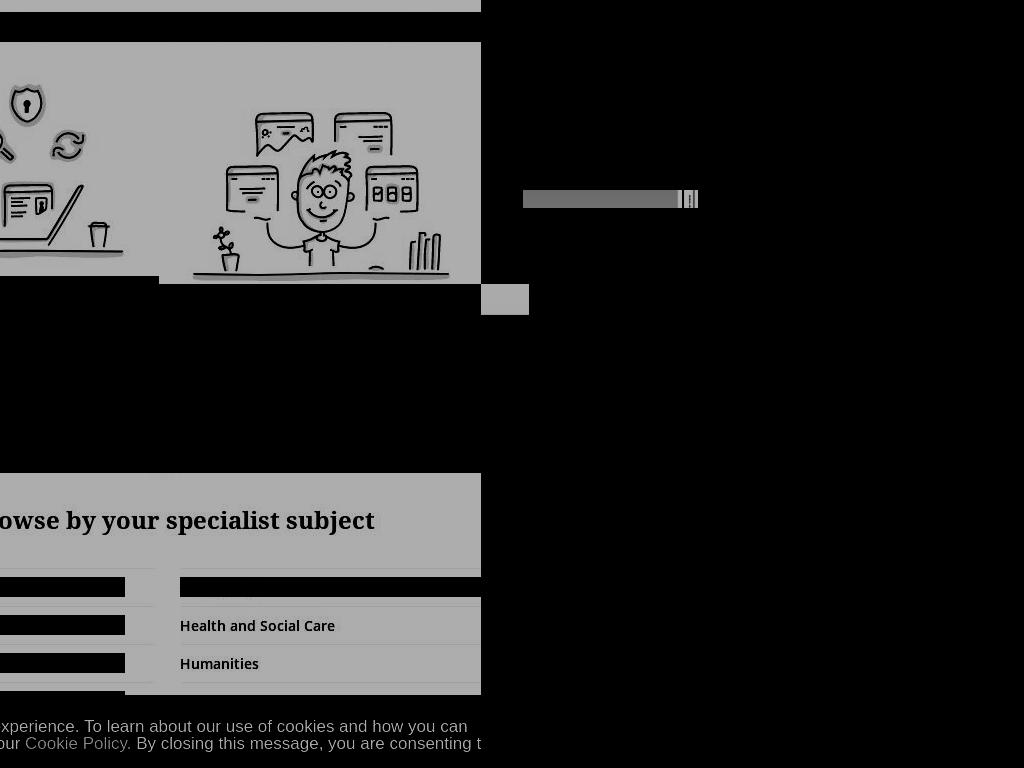 owse by your specialist subject
Health and Social Care
Humanities
xperience. To learn about our use of cookies and how you can
our Cookie Policy. By closing this message, you are consenting t